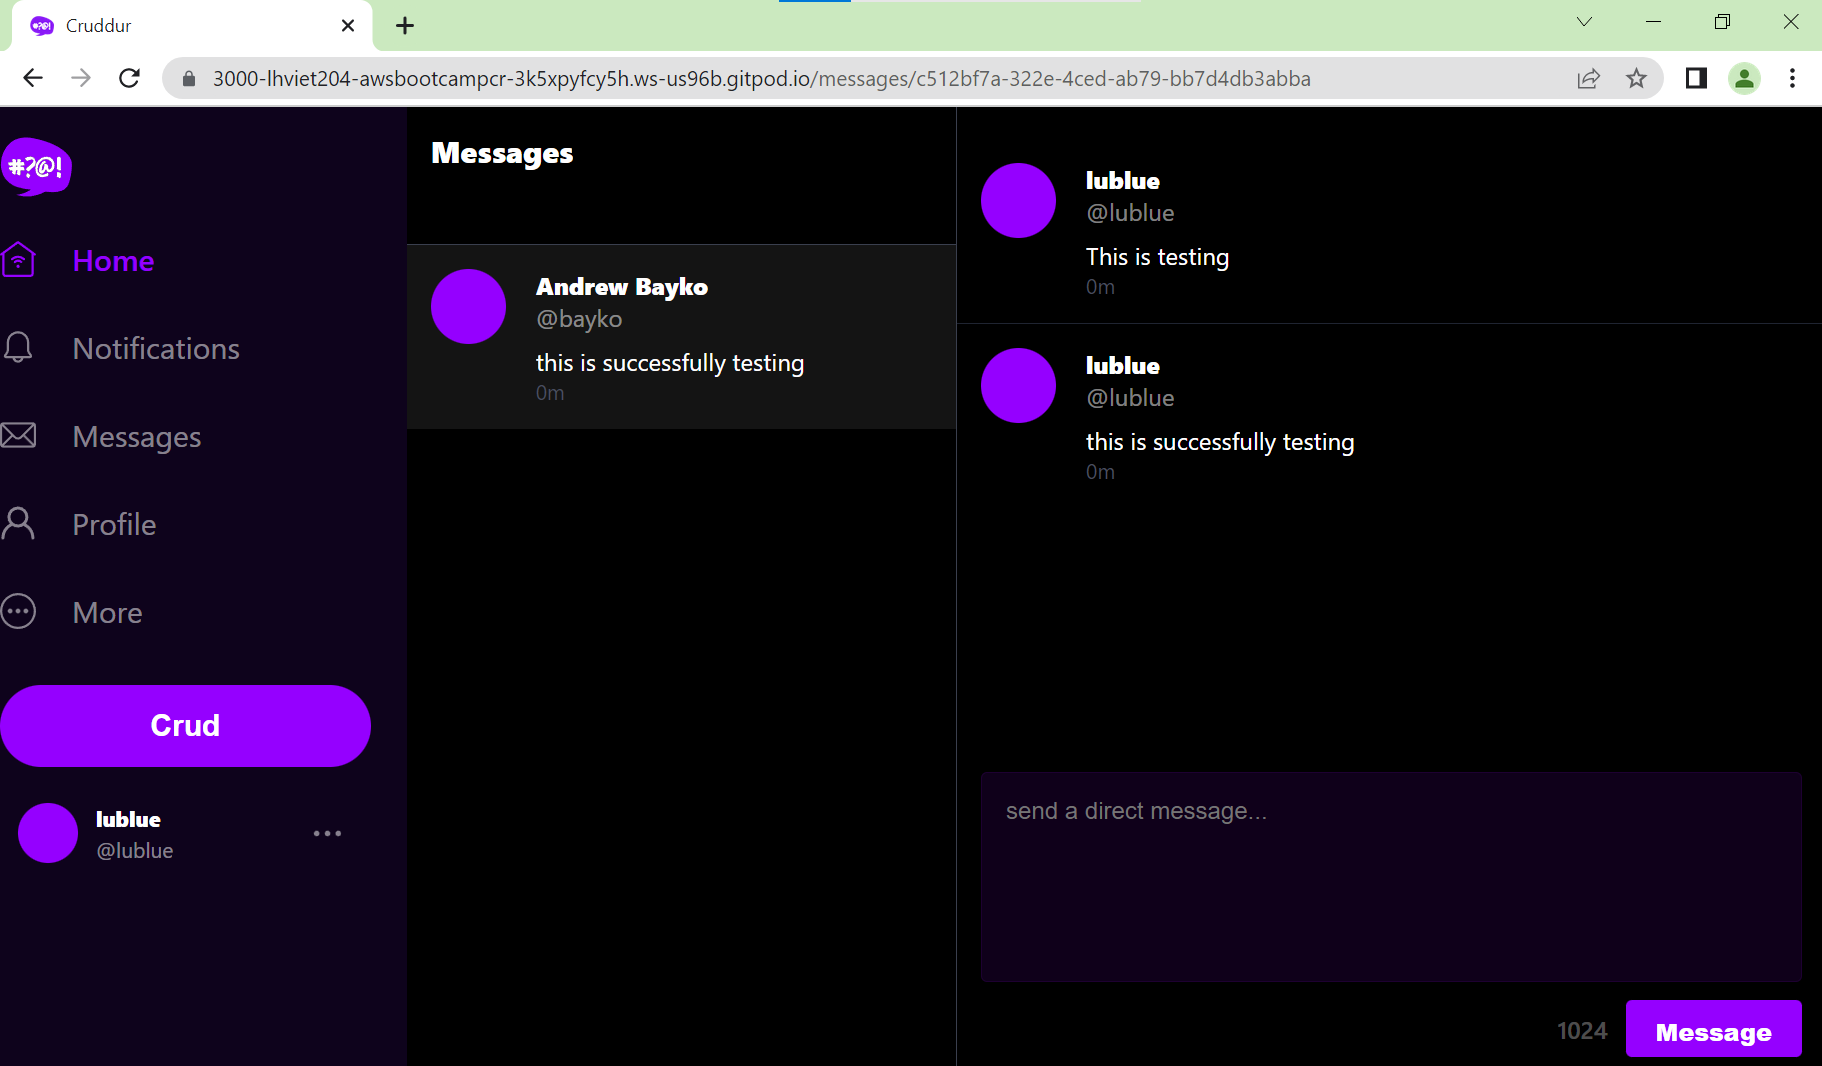 Cruddur
3000-lhviet204-awsbootcampcr-3k5xpyfcy5h.ws-us96b.gitpod.io/messages/c512bf7a-322e-4ced-ab79-bb7d4db3abba
#?@!
Home
Notifications
Messages
Profile
More
Crud
lublue
@lublue
Messages
Andrew Bayko
@bayko
this is successfully testing
0m
lublue
@lublue
This is testing
0m
lublue
@lublue
this is successfully testing
0m
send a direct message...
1024
Message